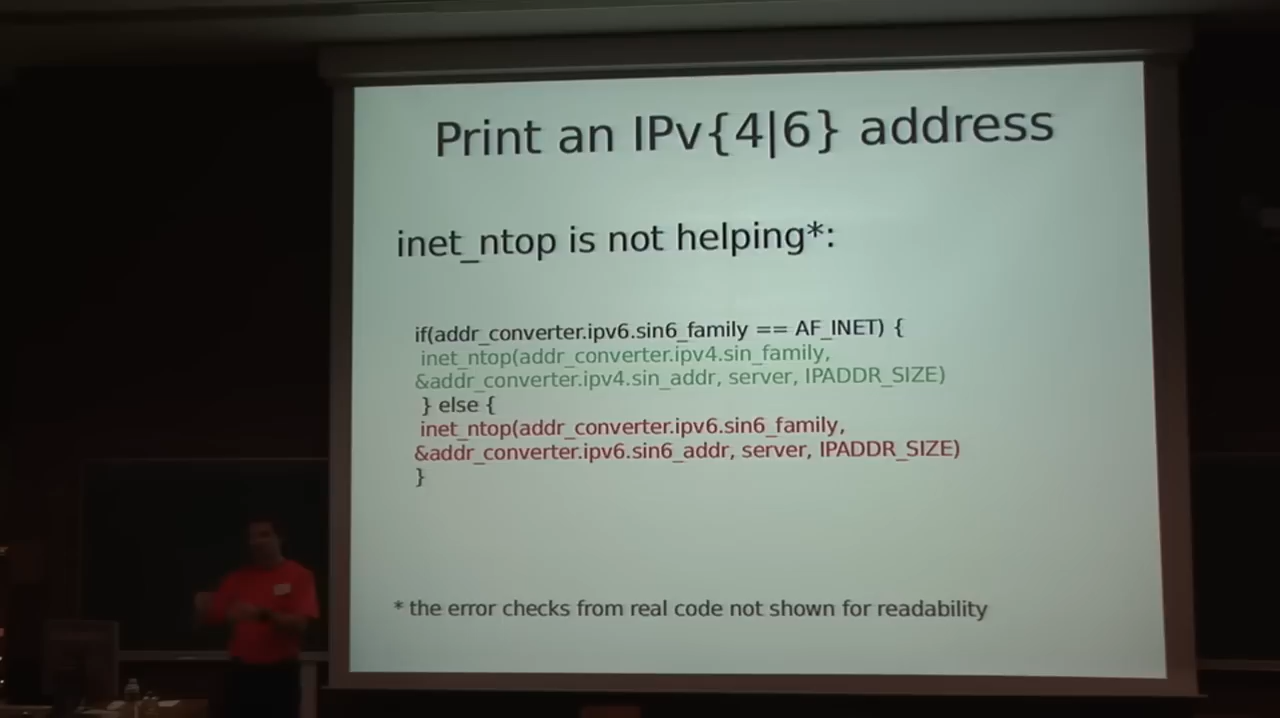 Print an IPv{4|6} address
inet_ntop is not helping*:
if(addr_converter.ipv6.sin6_family == AF_INET) {
inet_ntop(addr_converter.ipv4.sin_family,
&addr_converter.ipv4.sin_addr, server, IPADDR_SIZE)
} else {
inet_ntop(addr_converter.ipv6.sin6_family,
&addr_converter.ipv6.sin6_addr, server, IPADDR_SIZE)
}
* the error checks from real code not shown for readability